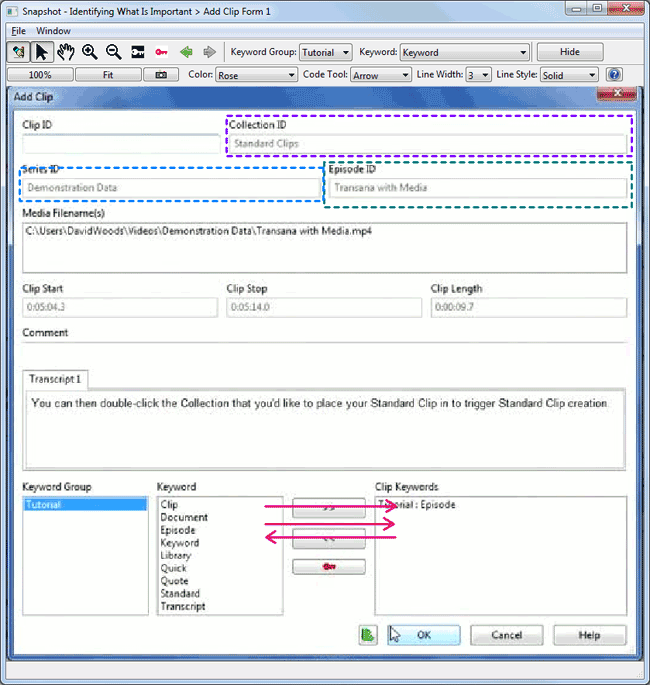 Snapshot - Identifying What Is Important > Add Clip Form 1
File Window
Keyword Group: Tutorial Keyword: Keyword Hide
100% Fit Color: Rose Code Tool: Arrow Line Width: 3 Line Style: Solid
Add Clip
Clip ID Collection ID
Standard Clips
Series ID Episode ID
Demonstration Data Transana with Media
Media Filename(s)
C:\Users\DavidWoods\Videos\Demonstration Data\Transana with Media.mp4
Clip Start Clip Stop Clip Length
0:05:04.3 0:05:14.0 0:00:09.7
Comment
Transcript 1
You can then double-click the Collection that you'd like to place your Standard Clip in to trigger Standard Clip creation.
Keyword Group Keyword Clip Keywords
Tutorial Clip >> Tutorial : Episode
Document
Episode
Keyword <<
Library
Quick
Quote
Standard
Transcript
OK Cancel Help